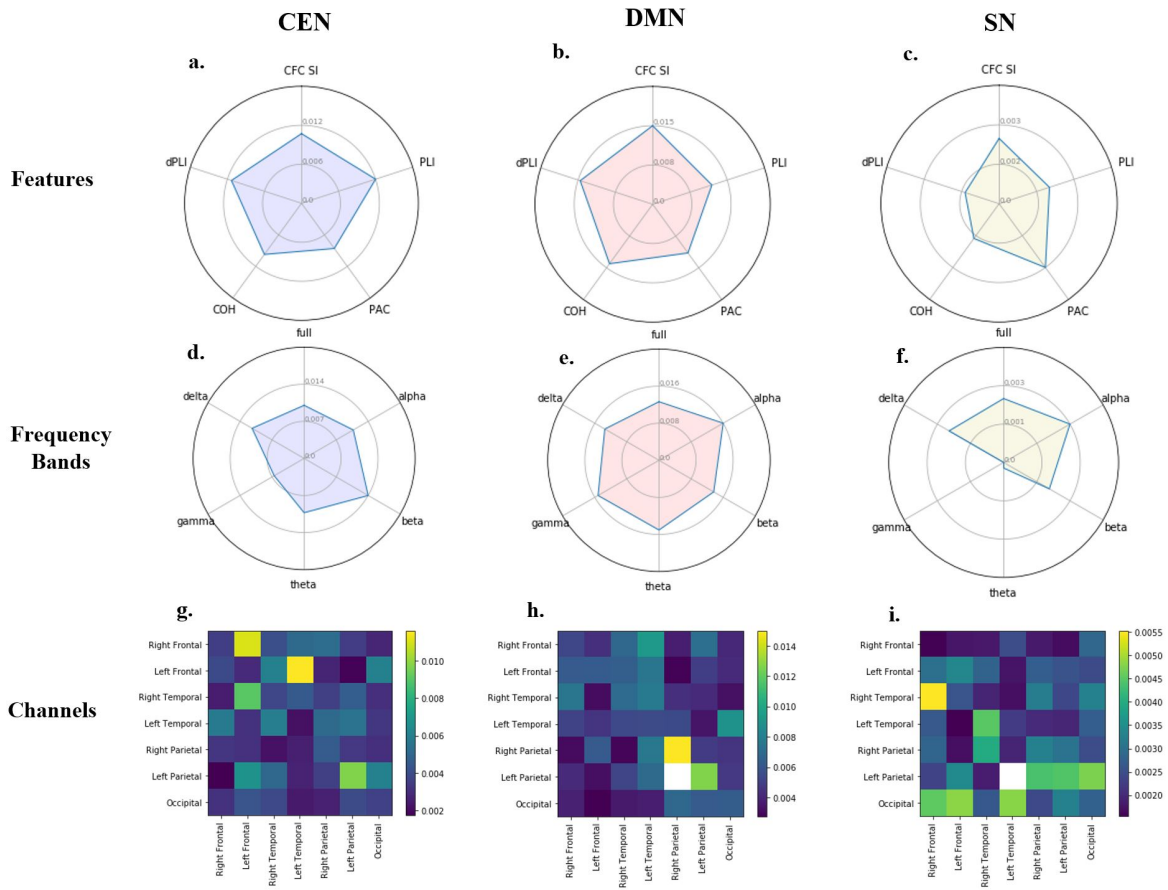 CEN
DMN
SN
a.
b.
c.
CFC SI
CFC SI
CFC SI
0.012
0.015
0.003
dPLI
PLI
dPLI
PLI
dPLI
PLI
Features
0.006
0.008
0.002
0.0
0.0
0.0
COH
PAC
COH
PAC
COH
PAC
d.
e.
f.
full
full
full
0.014
0.016
0.003
delta
alpha
delta
alpha
delta
alpha
0.007
0.008
0.001
Frequency
Bands
0.0
0.0
0.0
gamma
beta
gamma
beta
gamma
beta
theta
theta
theta
g.
h.
i.
Channels
Right Frontal
Left Frontal
Right Temporal
Left Temporal
Right Parietal
Left Parietal
Occipital
Right Frontal
Left Frontal
Right Temporal
Left Temporal
Right Parietal
Left Parietal
Occipital
0.010
0.008
0.006
0.004
0.002
Right Frontal
Left Frontal
Right Temporal
Left Temporal
Right Parietal
Left Parietal
Occipital
Right Frontal
Left Frontal
Right Temporal
Left Temporal
Right Parietal
Left Parietal
Occipital
0.014
0.012
0.010
0.008
0.006
0.004
Right Frontal
Left Frontal
Right Temporal
Left Temporal
Right Parietal
Left Parietal
Occipital
Right Frontal
Left Frontal
Right Temporal
Left Temporal
Right Parietal
Left Parietal
Occipital
0.0055
0.0050
0.0045
0.0040
0.0035
0.0030
0.0025
0.0020